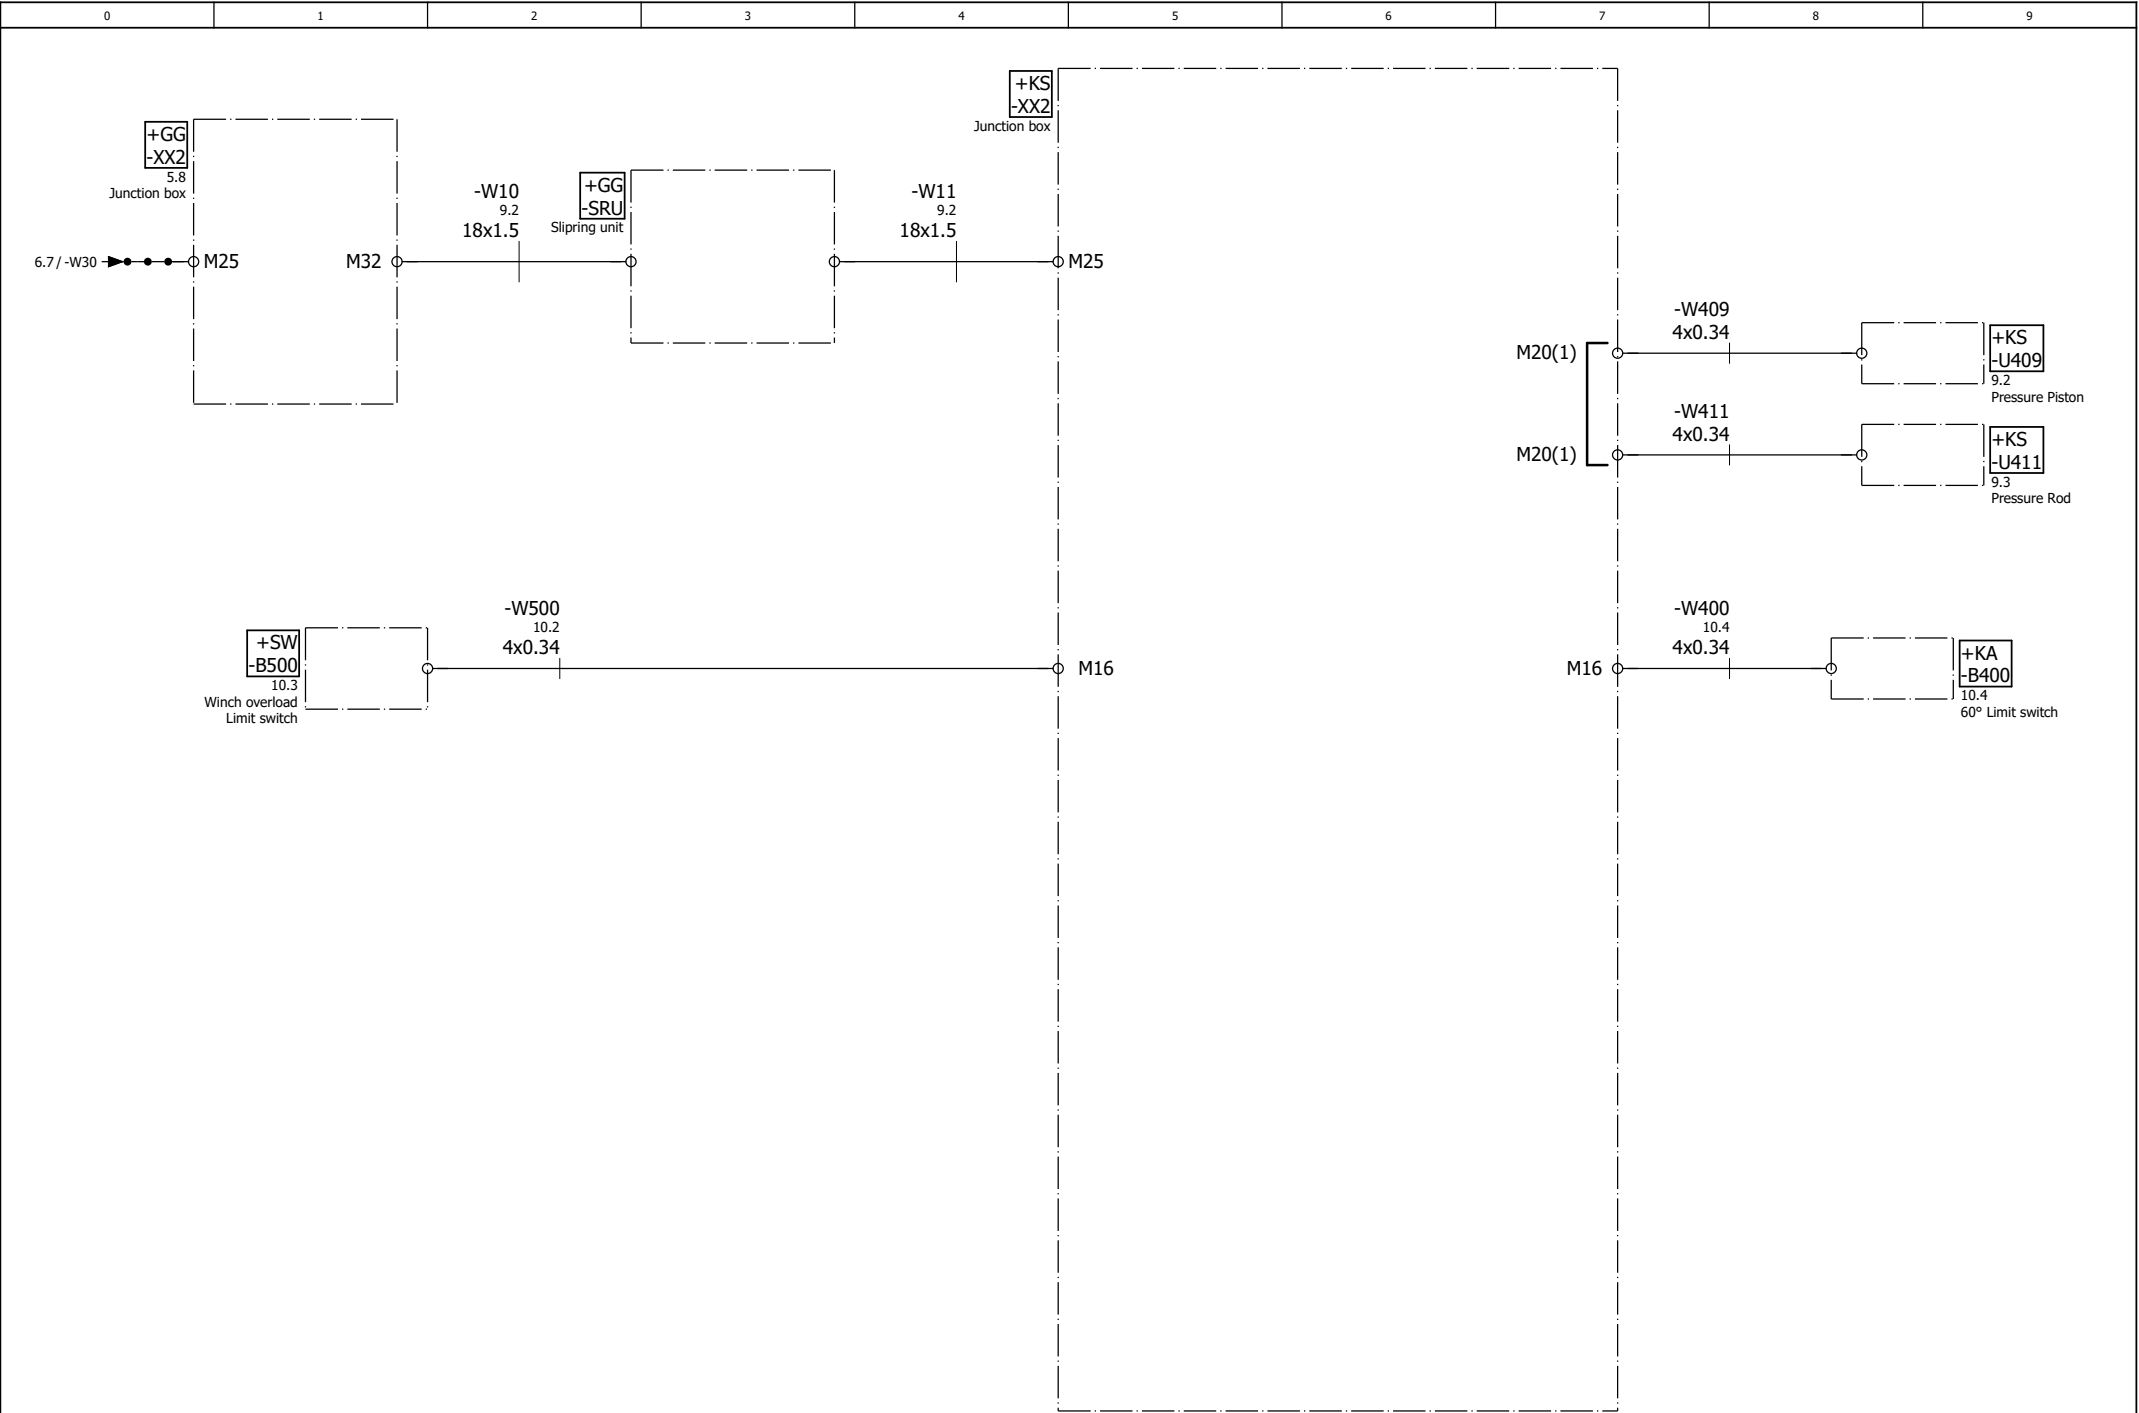 0 1 2 3 4 5 6 7 8 9
+KS
-XX2
Junction box
+GG
-XX2
5.8
Junction box
-W10
9.2
18x1.5
+GG
-SRU
Slipring unit
-W11
9.2
18x1.5
6.7 / -W30
M25
M32
M25
-W409
4x0.34
M20(1)
+KS
-U409
9.2
Pressure Piston
-W411
4x0.34
M20(1)
+KS
-U411
9.3
Pressure Rod
+SW
-B500
10.3
Winch overload
Limit switch
-W500
10.2
4x0.34
M16
-W400
10.4
4x0.34
M16
+KA
-B400
10.4
60° Limit switch